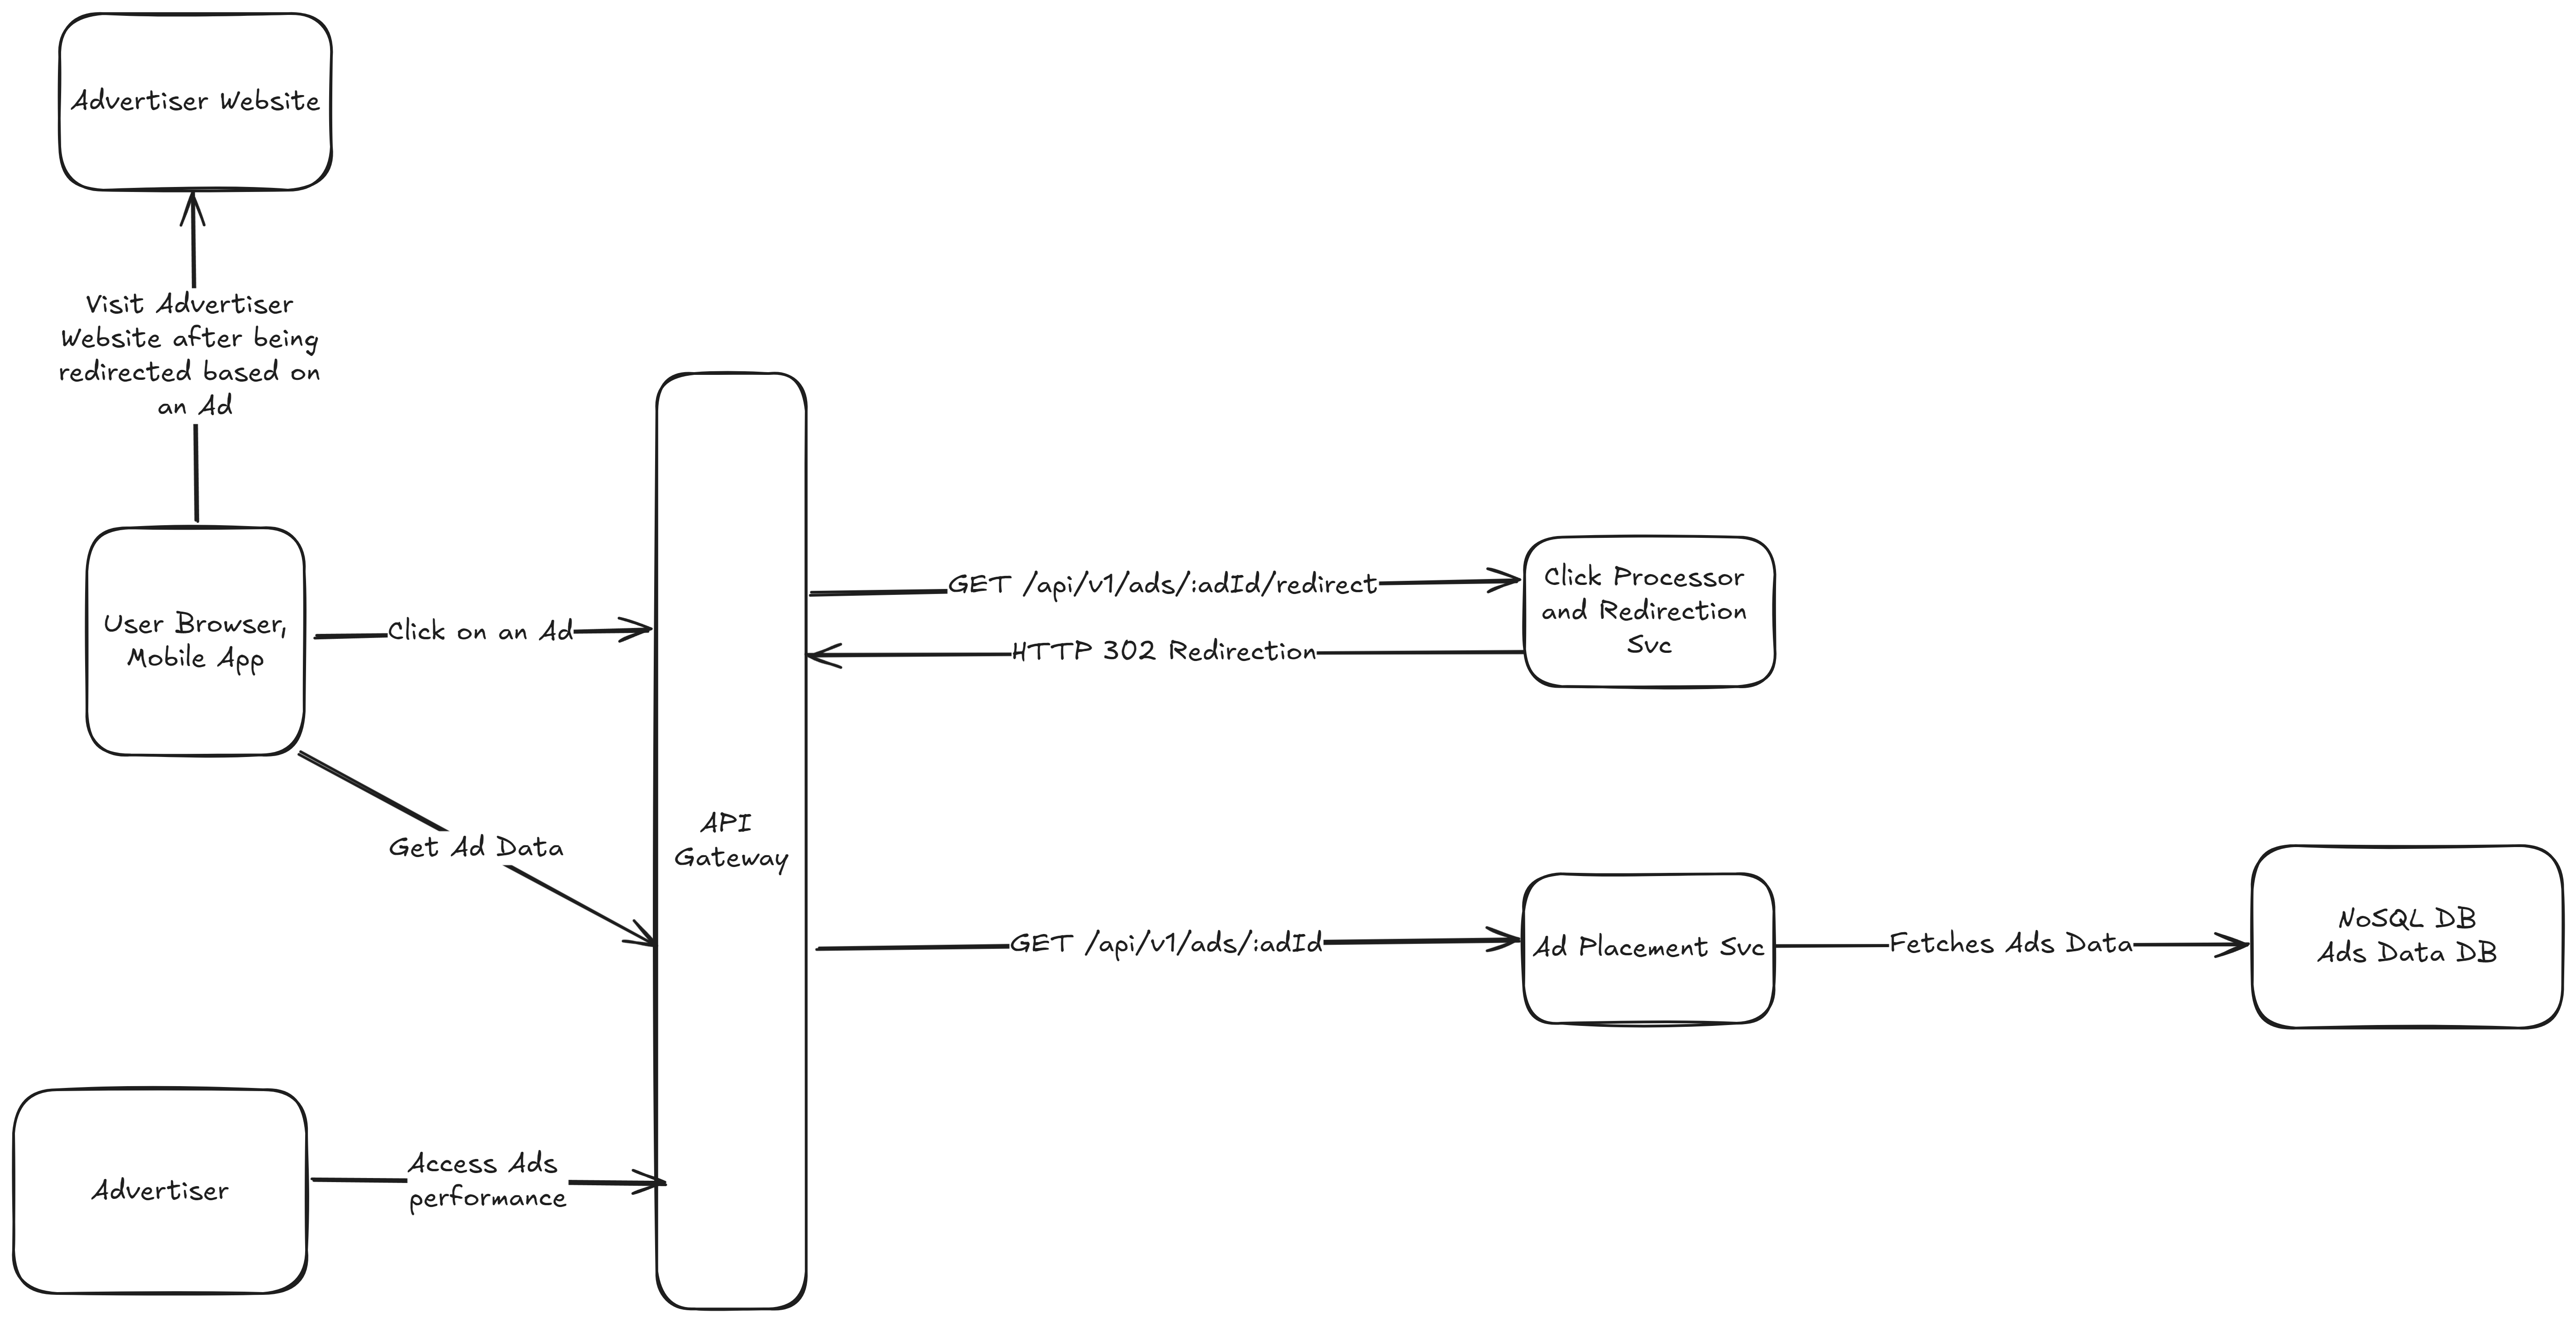 Advertiser Website
Visit Advertiser
Website after being
redirected based on
an Ad
User Browser,
Mobile App
Click on an Ad
Get Ad Data
API
Gateway
GET /api/v1/ads/:adId/redirect
HTTP 302 Redirection
Click Processor
and Redirection
Svc
GET /api/v1/ads/:adId
Ad Placement Svc
Fetches Ads Data
NoSQL DB
Ads Data DB
Advertiser
Access Ads
performance